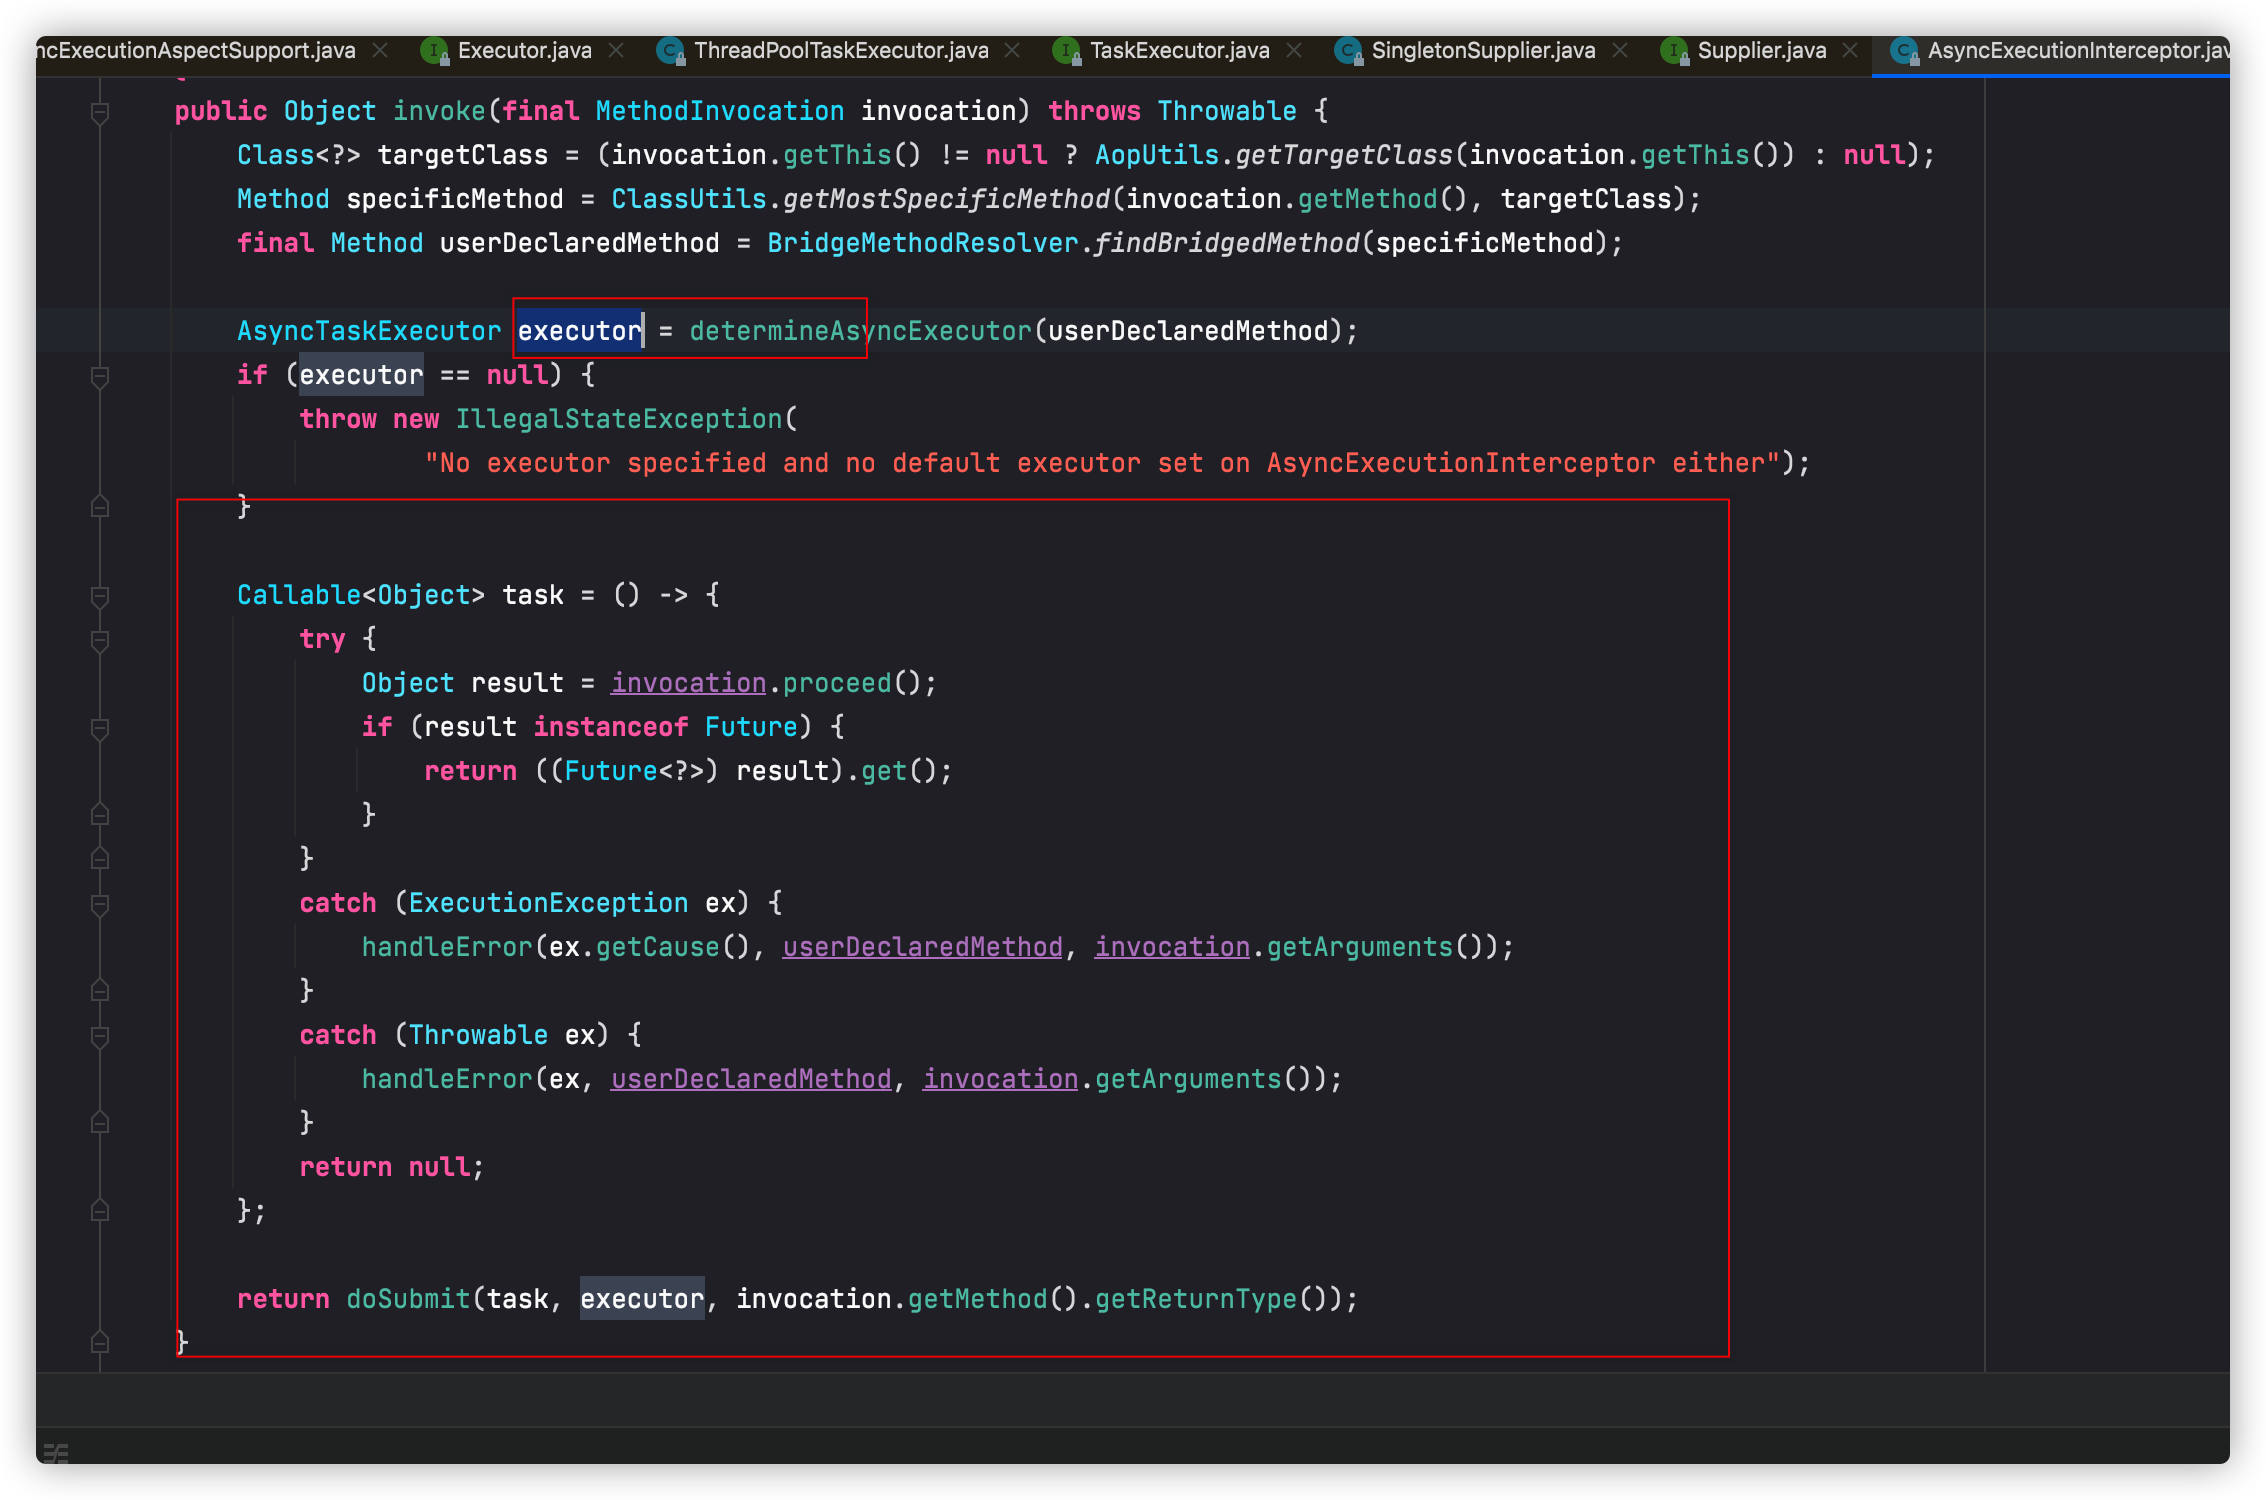 ncExecutionAspectSupport.java Executor.java ThreadPoolTaskExecutor.java TaskExecutor.java SingletonSupplier.java Supplier.java AsyncExecutionInterceptor.jav
public Object invoke(final MethodInvocation invocation) throws Throwable {
Class<?> targetClass = (invocation.getThis() != null ? AopUtils.getTargetClass(invocation.getThis()) : null);
Method specificMethod = ClassUtils.getMostSpecificMethod(invocation.getMethod(), targetClass);
final Method userDeclaredMethod = BridgeMethodResolver.findBridgedMethod(specificMethod);
AsyncTaskExecutor executor = determineAsyncExecutor(userDeclaredMethod);
if (executor == null) {
throw new IllegalStateException(
"No executor specified and no default executor set on AsyncExecutionInterceptor either");
}
Callable<Object> task = () -> {
try {
Object result = invocation.proceed();
if (result instanceof Future) {
return ((Future<?>) result).get();
}
}
catch (ExecutionException ex) {
handleError(ex.getCause(), userDeclaredMethod, invocation.getArguments());
}
catch (Throwable ex) {
handleError(ex, userDeclaredMethod, invocation.getArguments());
}
return null;
};
return doSubmit(task, executor, invocation.getMethod().getReturnType());
}